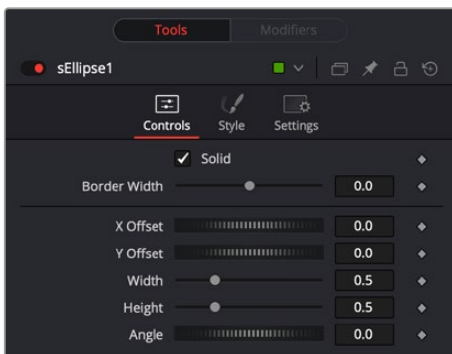 Tools Modifiers
sEllipse1
Controls Style Settings
Solid
Border Width 0.0
X Offset 0.0
Y Offset 0.0
Width 0.5
Height 0.5
Angle 0.0